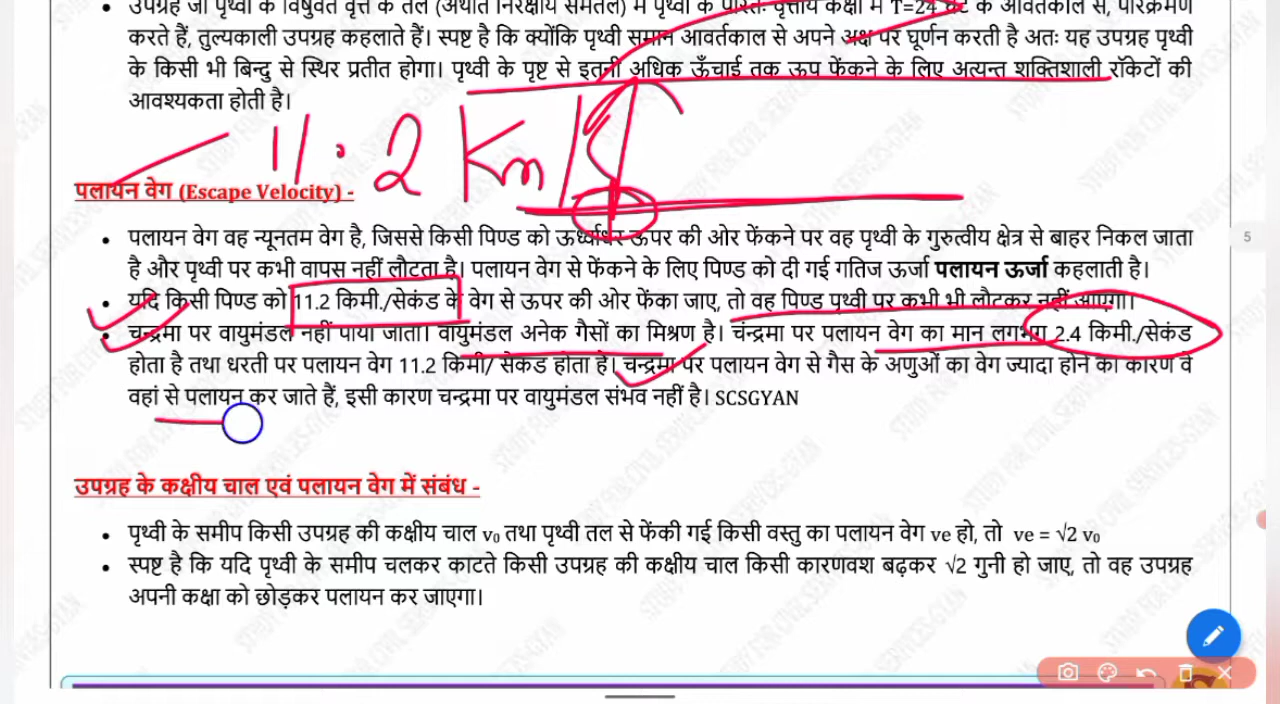 उपग्रह जो पृथ्वी के विषुवत वृत्त के तल (अर्थात निरक्षीय समतल) में पृथ्वी के परितः वृत्तीय कक्षा में T=24 के आवर्तकाल से, परिक्रमण
करते हैं, तुल्यकाली उपग्रह कहलाते हैं। स्पष्ट है कि क्योंकि पृथ्वी समान आवर्तकाल से अपने अक्ष पर घूर्णन करती है अतः यह उपग्रह पृथ्वी
के किसी भी बिन्दु से स्थिर प्रतीत होगा। पृथ्वी के पृष्ट से इतनी अधिक ऊँचाई तक ऊप फेंकने के लिए अत्यन्त शक्तिशाली रॉकेटों की
आवश्यकता होती है।
11.2 Km/S
पलायन वेग (Escape Velocity) -
• पलायन वेग वह न्यूनतम वेग है, जिससे किसी पिण्ड को ऊर्ध्वाधर ऊपर की ओर फेंकने पर वह पृथ्वी के गुरुत्वीय क्षेत्र से बाहर निकल जाता
है और पृथ्वी पर कभी वापस नहीं लौटता है। पलायन वेग से फेंकने के लिए पिण्ड को दी गई गतिज ऊर्जा पलायन ऊर्जा कहलाती है।
• यदि किसी पिण्ड को 11.2 किमी./सेकंड के वेग से ऊपर की ओर फेंका जाए, तो वह पिण्ड पृथ्वी पर कभी भी लौटकर नहीं आएगा।
• चन्द्रमा पर वायुमंडल नहीं पाया जाता। वायुमंडल अनेक गैसों का मिश्रण है। चंन्द्रमा पर पलायन वेग का मान लगभग 2.4 किमी./सेकंड
होता है तथा धरती पर पलायन वेग 11.2 किमी/ सेकंड होता है। चन्द्रमा पर पलायन वेग से गैस के अणुओं का वेग ज्यादा होने का कारण वे
वहां से पलायन कर जाते हैं, इसी कारण चन्द्रमा पर वायुमंडल संभव नहीं है। SCSGYAN
5
उपग्रह के कक्षीय चाल एवं पलायन वेग में संबंध -
• पृथ्वी के समीप किसी उपग्रह की कक्षीय चाल v₀ तथा पृथ्वी तल से फेंकी गई किसी वस्तु का पलायन वेग ve हो, तो ve = √2 v₀
• स्पष्ट है कि यदि पृथ्वी के समीप चलकर काटते किसी उपग्रह की कक्षीय चाल किसी कारणवश बढ़कर √2 गुनी हो जाए, तो वह उपग्रह
अपनी कक्षा को छोड़कर पलायन कर जाएगा।